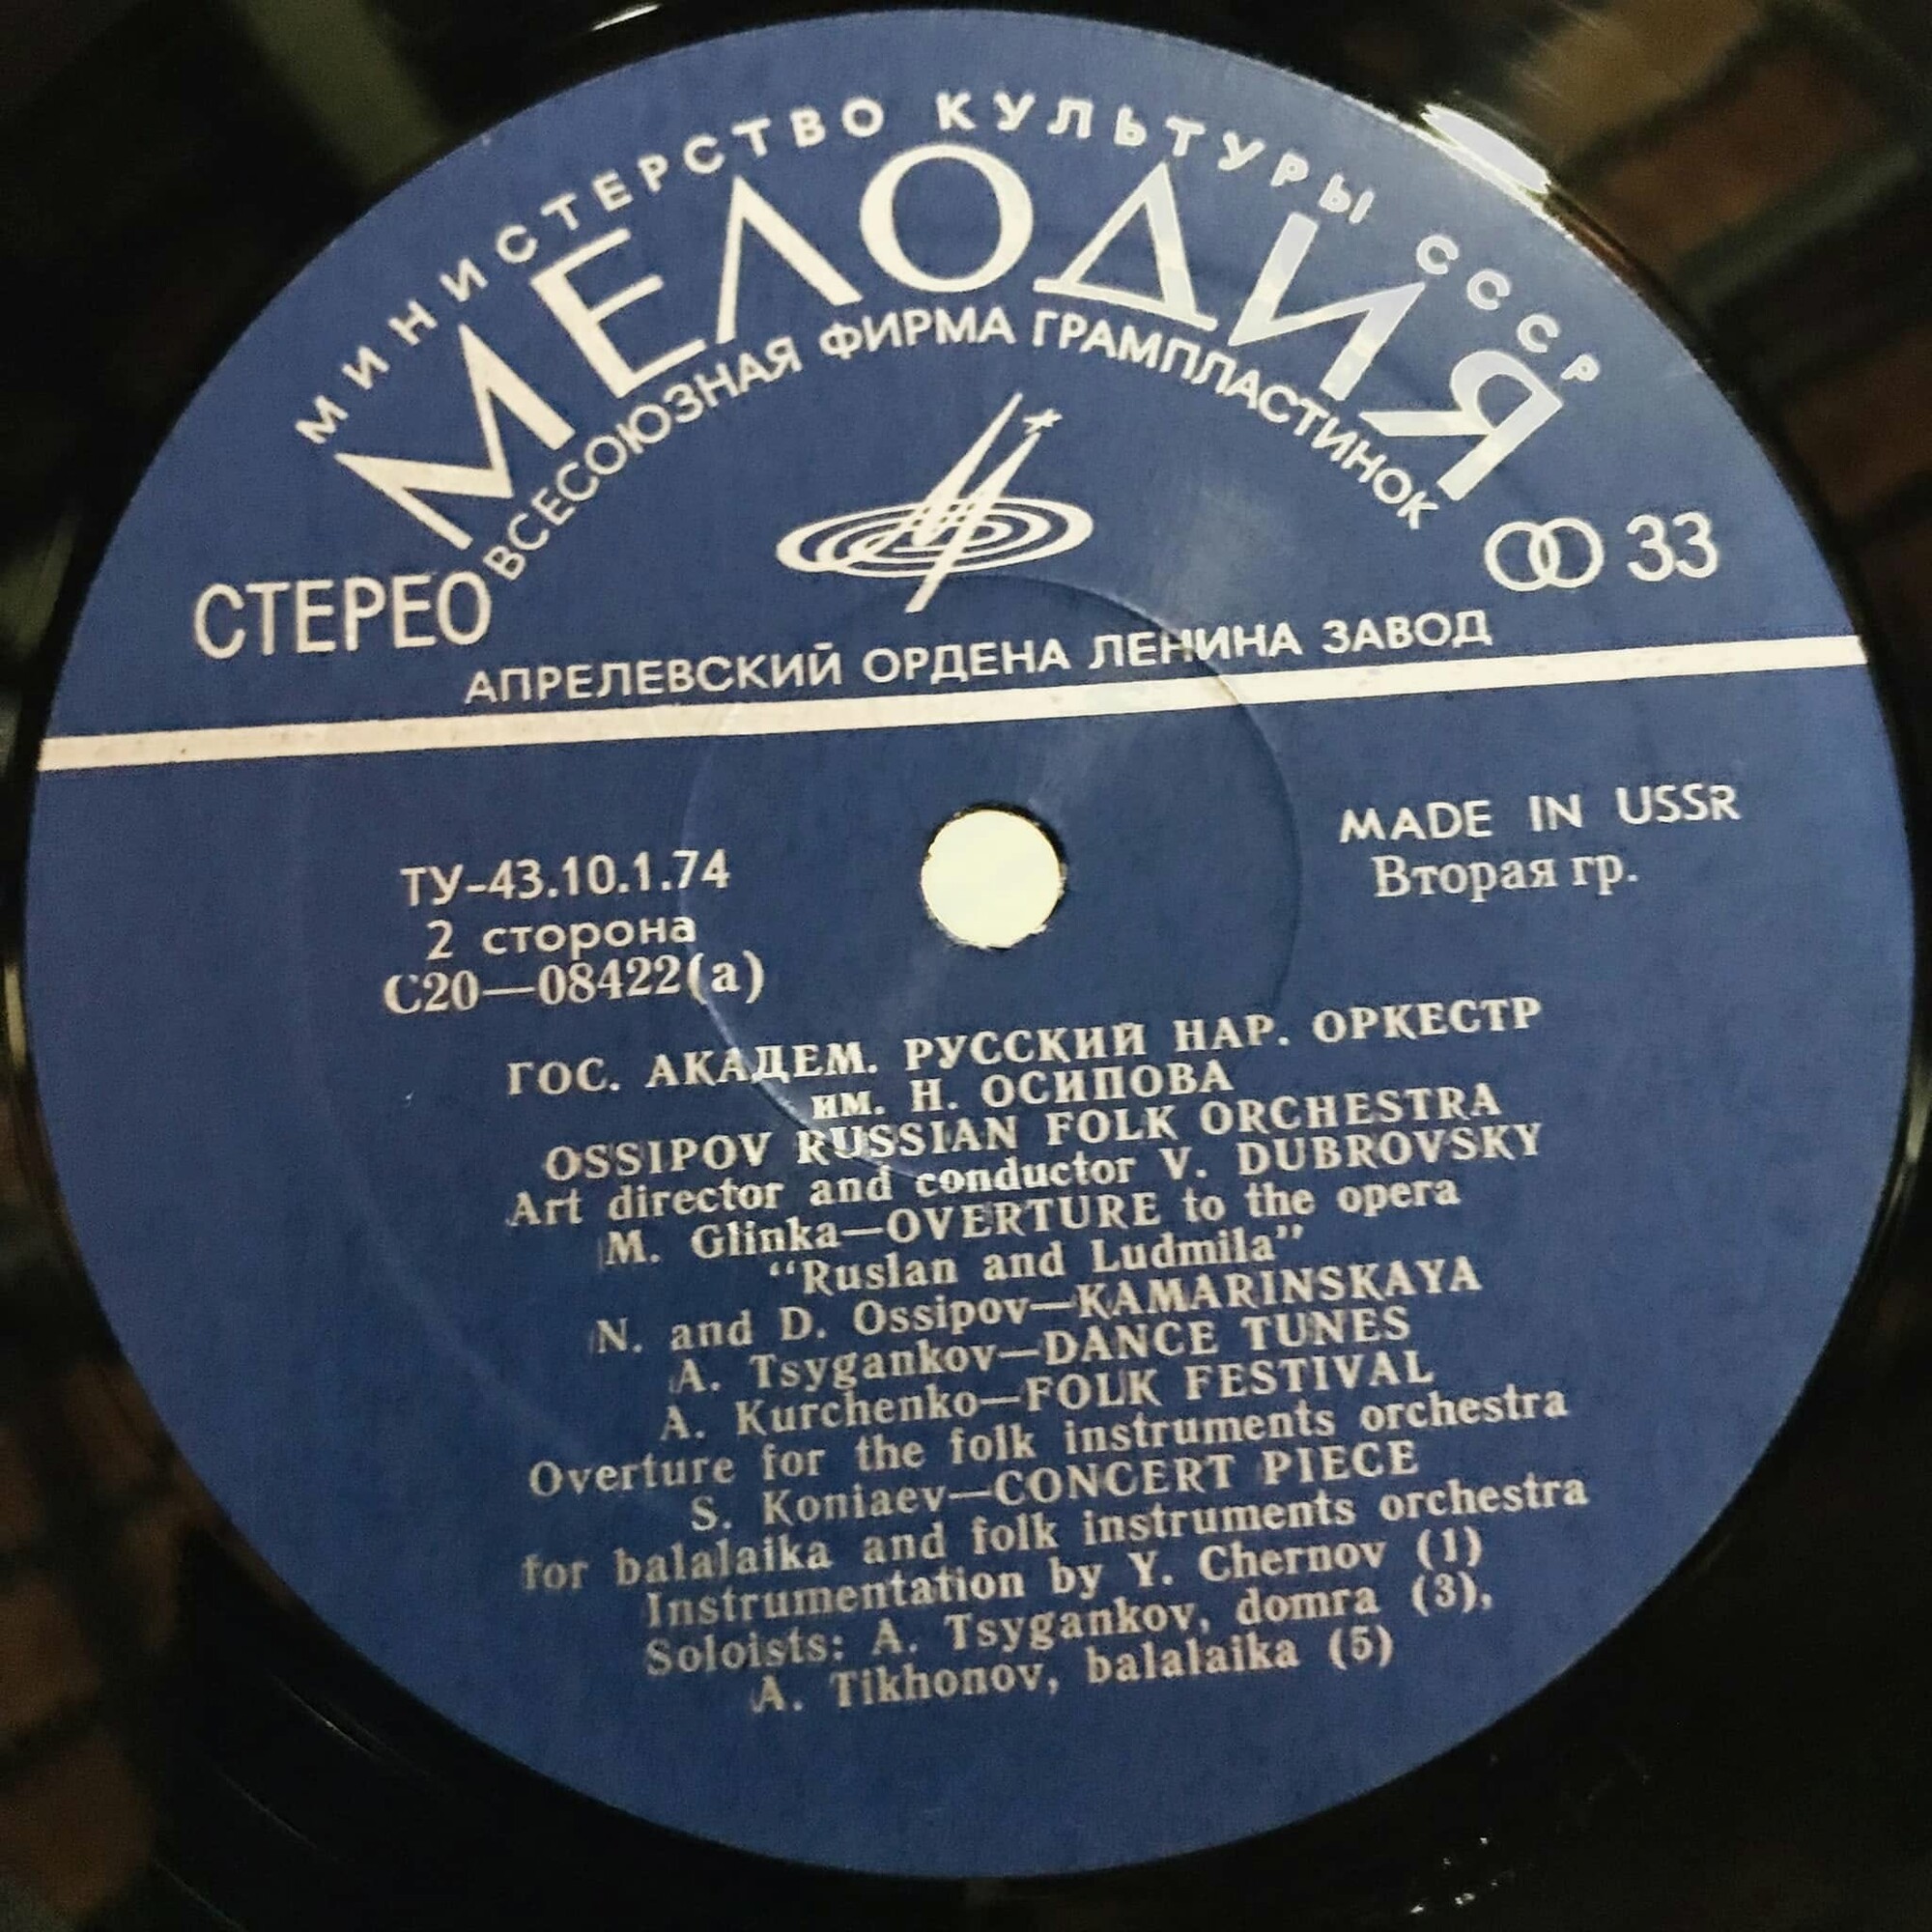 МИНИСТЕРСТВО КУЛЬТУРЫ СССР
МЕЛОДИЯ
ВСЕСОЮЗНАЯ ФИРМА ГРАМПЛАСТИНОК
СТЕРЕО
33
АПРЕЛЕВСКИЙ ОРДЕНА ЛЕНИНА ЗАВОД
MADE IN USSR
Вторая гр.
ТУ-43.10.1.74
2 сторона
С20—08422(а)
ГОС. АКАДЕМ. РУССКИЙ НАР. ОРКЕСТР
им. Н. ОСИПОВА
OSSIPOV RUSSIAN FOLK ORCHESTRA
Art director and conductor V. DUBROVSKY
M. Glinka—OVERTURE to the opera
“Ruslan and Ludmila”
N. and D. Ossipov—KAMARINSKAYA
A. Tsygankov—DANCE TUNES
A. Kurchenko—FOLK FESTIVAL
Overture for the folk instruments orchestra
S. Koniaev—CONCERT PIECE
for balalaika and folk instruments orchestra
Instrumentation by Y. Chernov (1)
Soloists: A. Tsygankov, domra (3),
A. Tikhonov, balalaika (5)